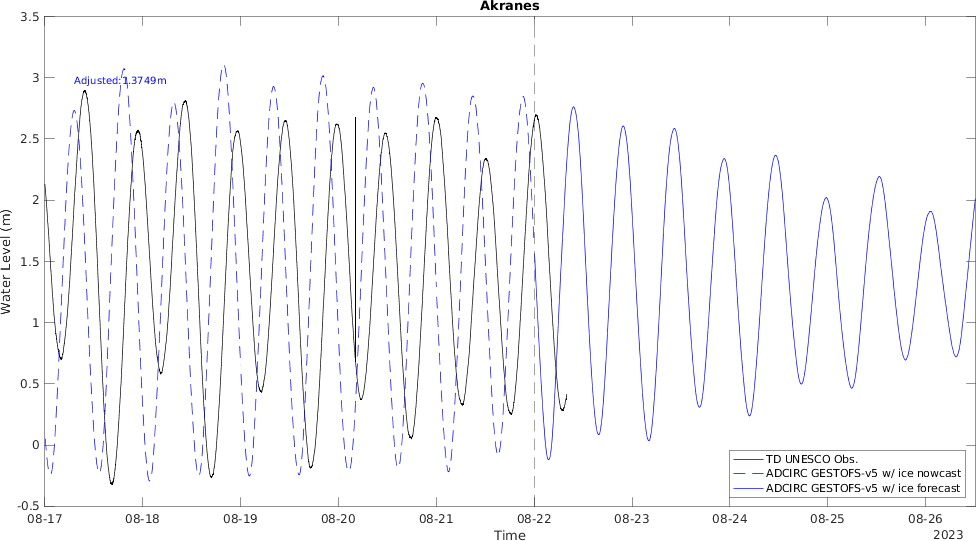 Akranes
3.5
3
2.5
2
1.5
1
0.5
0
-0.5
Water Level (m)
Adjusted:1.3749m
TD UNESCO Obs.
ADCIRC GESTOFS-v5 w/ ice nowcast
ADCIRC GESTOFS-v5 w/ ice forecast
08-17 08-18 08-19 08-20 08-21 08-22 08-23 08-24 08-25 08-26
Time
2023